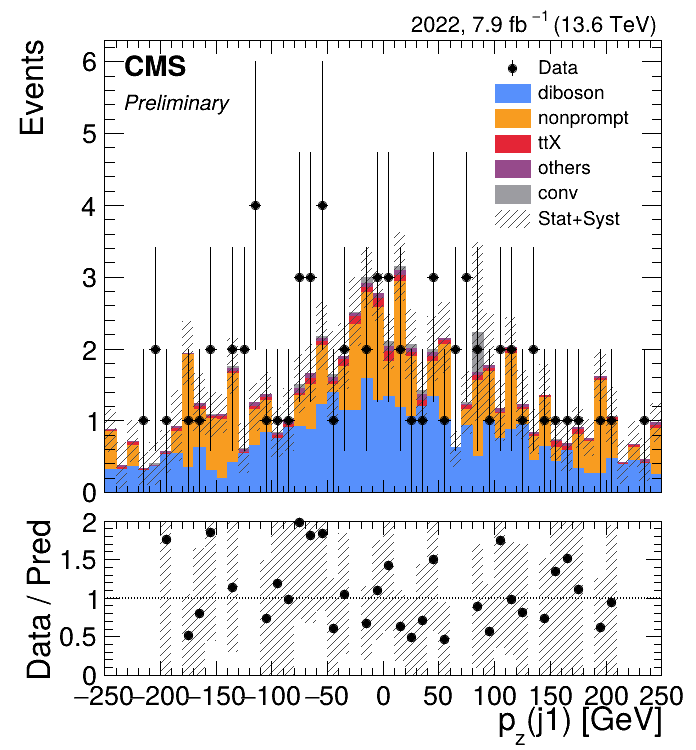 2022, 7.9 fb⁻¹ (13.6 TeV)
Events
6
5
4
3
2
1
0
CMS
Preliminary
Data
diboson
nonprompt
ttX
others
conv
Stat+Syst
Data / Pred
2
1.5
1
0.5
0
−250 −200 −150 −100 −50 0 50 100 150 200 250
p_z(j1) [GeV]